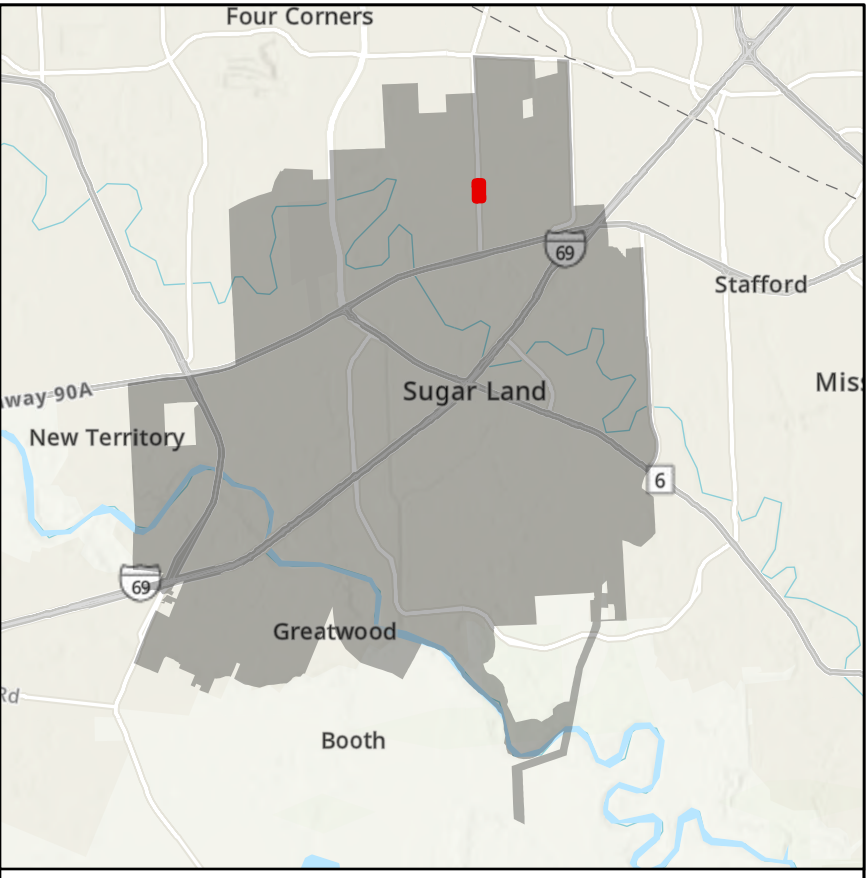 Four Corners
69
Stafford
way 90A
Sugar Land
Miss
New Territory
6
69
Greatwood
Rd
Booth